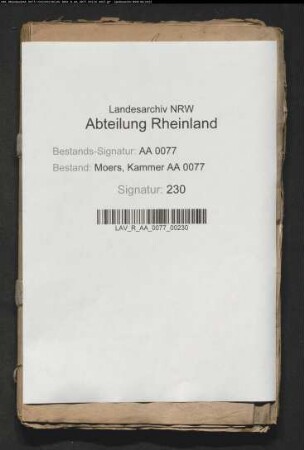 Landesarchiv NRW
Abteilung Rheinland
Bestands-Signatur: AA 0077
Bestand: Moers, Kammer AA 0077
Signatur: 230
LAV_R_AA_0077_00230